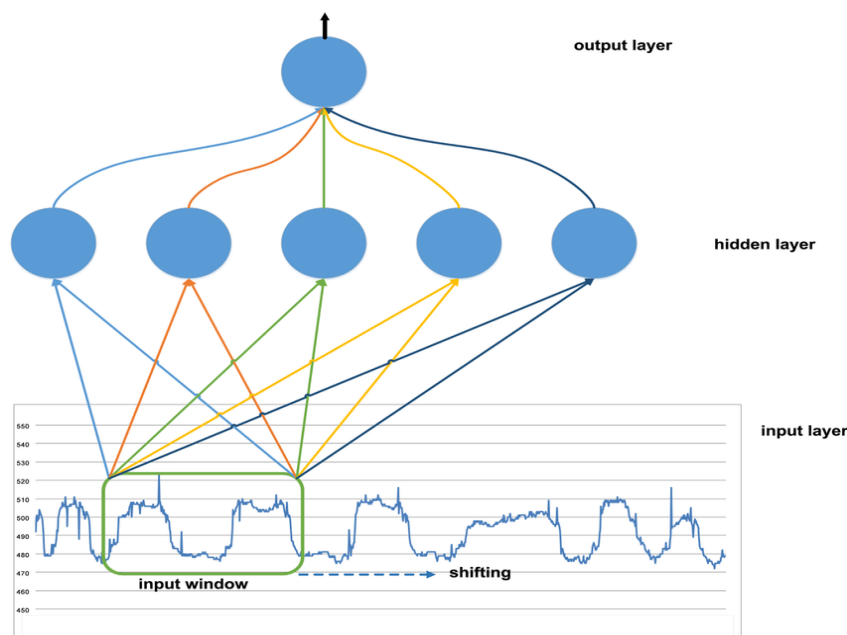 output layer
hidden layer
input layer
550
540
530
520
510
500
490
480
470
460
450
input window
shifting